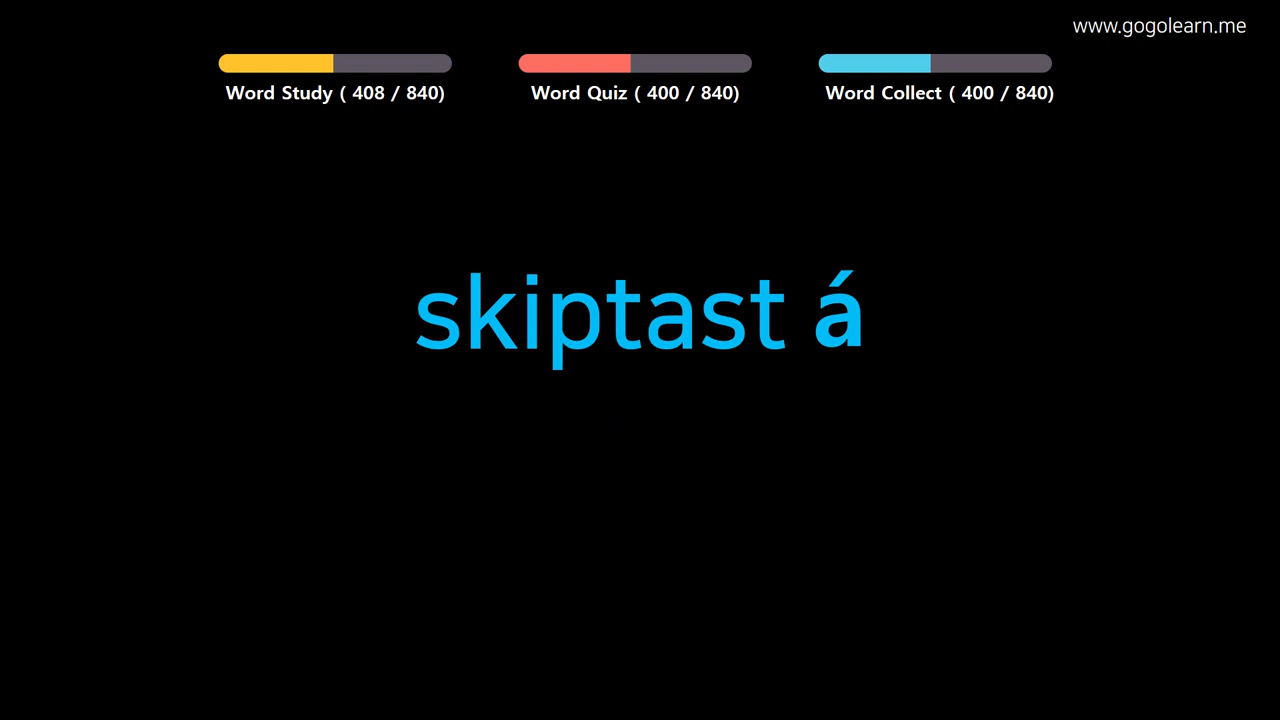 www.gogolearn.me
Word Study ( 408 / 840)
Word Quiz ( 400 / 840)
Word Collect ( 400 / 840)
skiptast á